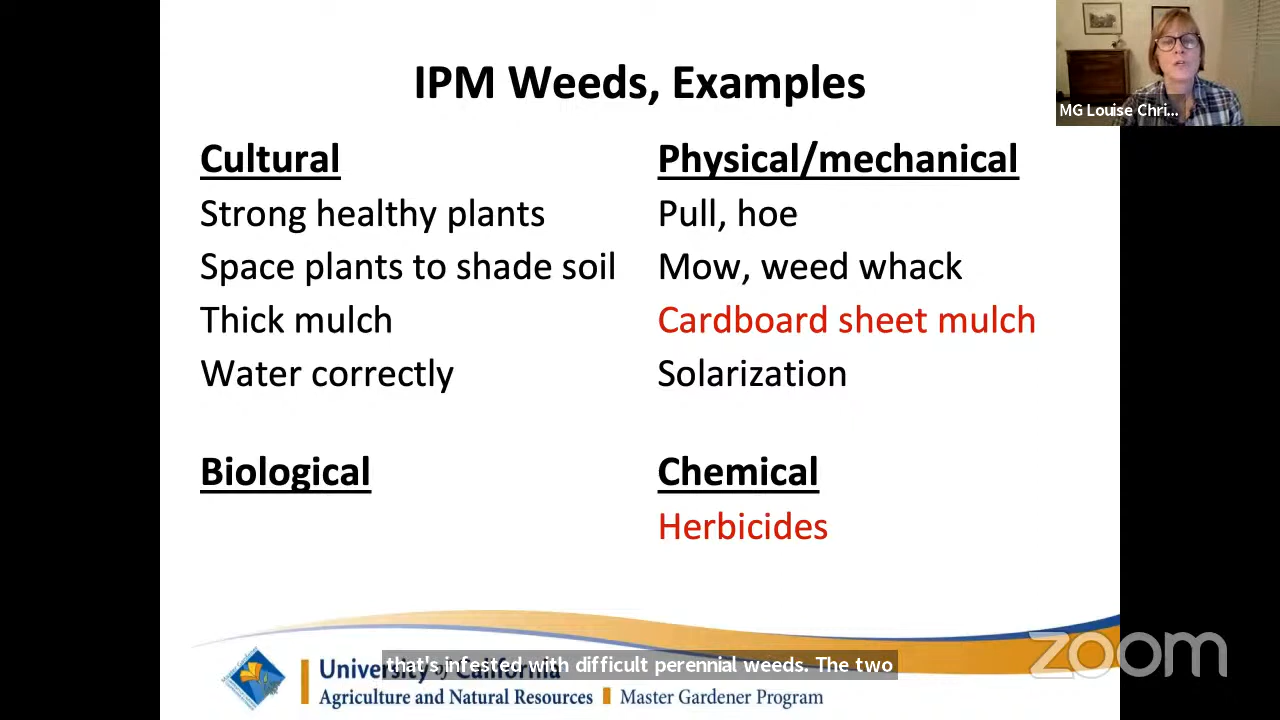 IPM Weeds, Examples
MG Louise Chri...
Cultural
Strong healthy plants
Space plants to shade soil
Thick mulch
Water correctly
Physical/mechanical
Pull, hoe
Mow, weed whack
Cardboard sheet mulch
Solarization
Biological
Chemical
Herbicides
that's infested with difficult perennial weeds. The two
University of California
Agriculture and Natural Resources
Master Gardener Program
zoom